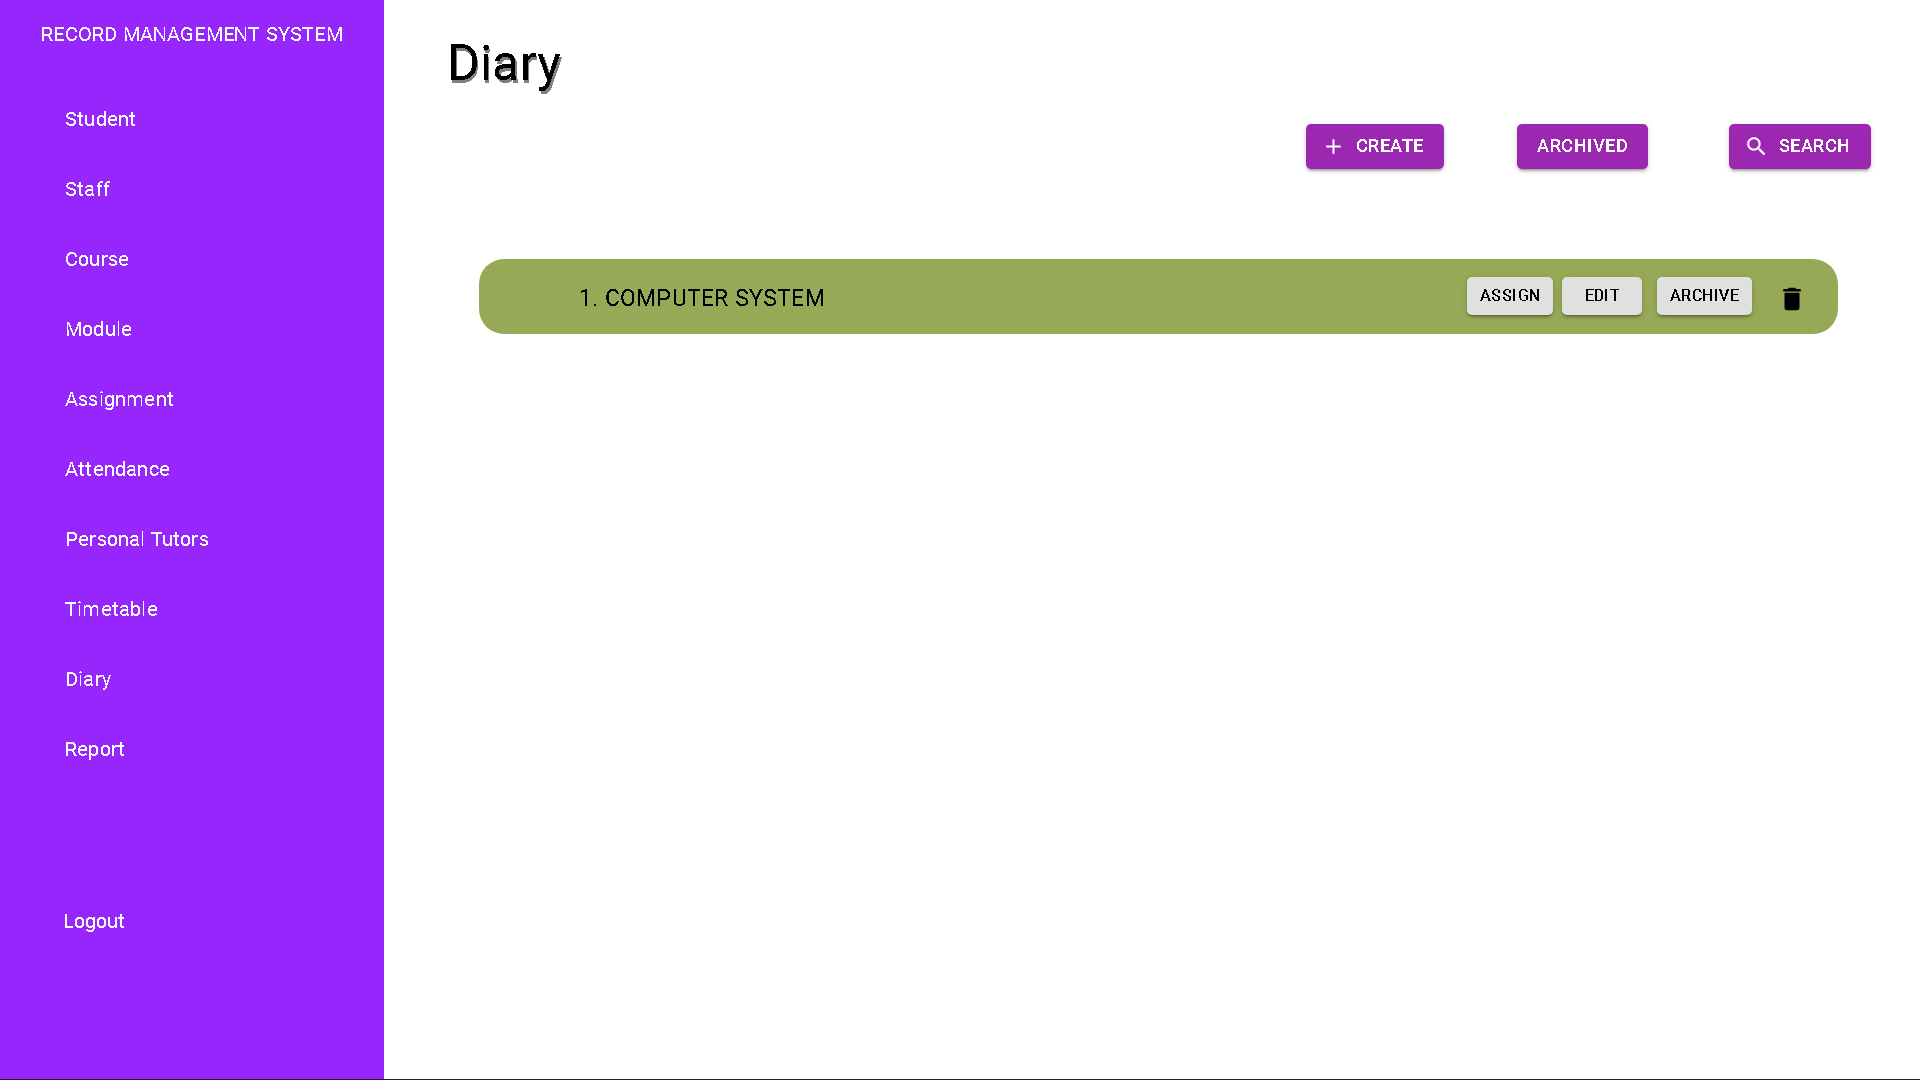 RECORD MANAGEMENT SYSTEM
Student
Staff
Course
Module
Assignment
Attendance
Personal Tutors
Timetable
Diary
Report
Logout
Diary
CREATE
ARCHIVED
SEARCH
1. COMPUTER SYSTEM
ASSIGN
EDIT
ARCHIVE